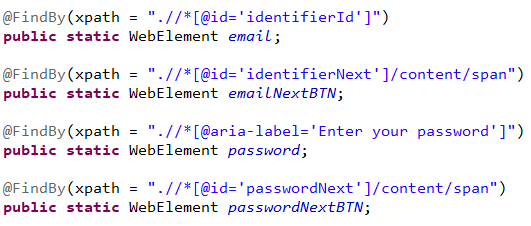 @FindBy(xpath = ".//*[@id='identifierId']")
public static WebElement email;
@FindBy(xpath = ".//*[@id='identifierNext']/content/span")
public static WebElement emailNextBTN;
@FindBy(xpath = ".//*[@aria-label='Enter your password']")
public static WebElement password;
@FindBy(xpath = ".//*[@id='passwordNext']/content/span")
public static WebElement passwordNextBTN;